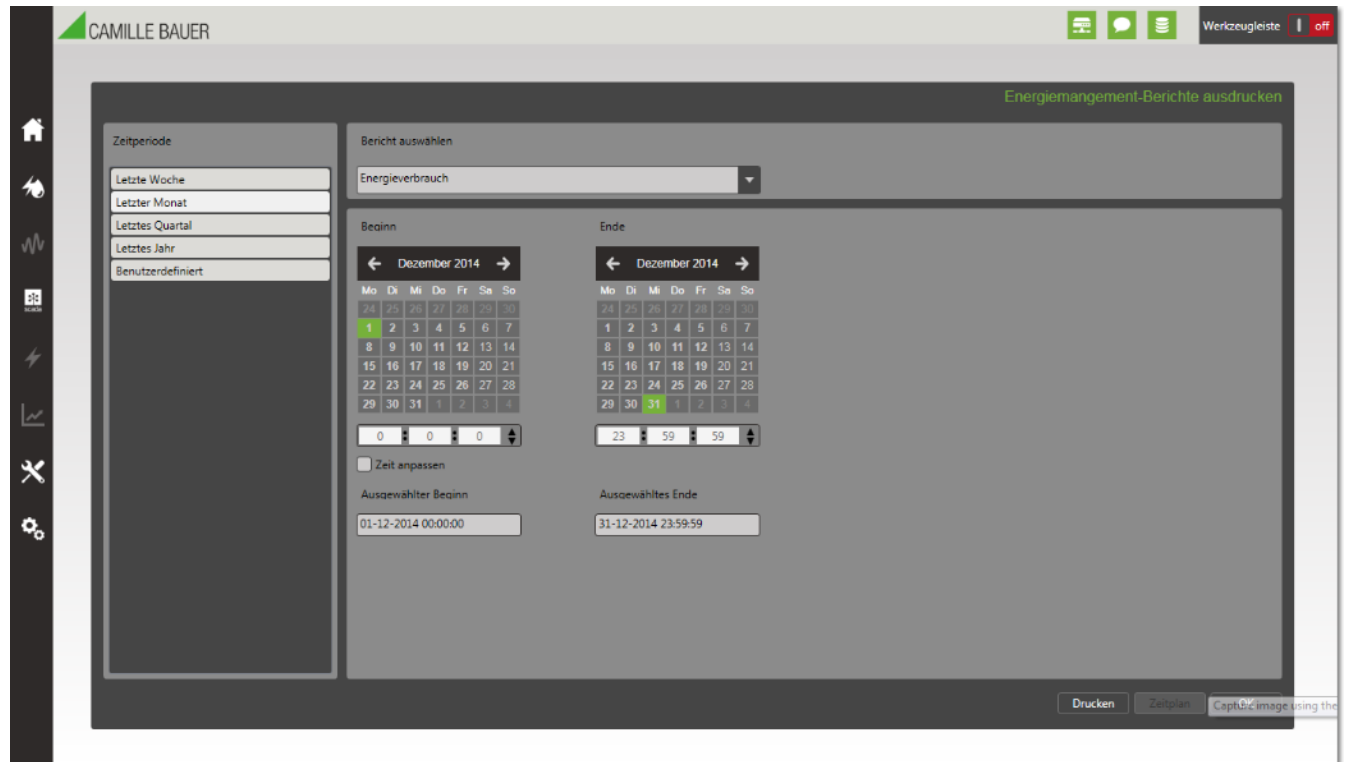 CAMILLE BAUER
Werkzeugleiste off
Energiemangement-Berichte ausdrucken
Zeitperiode
Letzte Woche
Letzter Monat
Letztes Quartal
Letztes Jahr
Benutzerdefiniert
Bericht auswählen
Energieverbrauch
Beginn
Dezember 2014
Mo Di Mi Do Fr Sa So
24 25 26 27 28 29 30
1 2 3 4 5 6 7
8 9 10 11 12 13 14
15 16 17 18 19 20 21
22 23 24 25 26 27 28
29 30 31 1 2 3 4
0 : 0 : 0
Zeit anpassen
Ausgewählter Beginn
01-12-2014 00:00:00
Ende
Dezember 2014
Mo Di Mi Do Fr Sa So
24 25 26 27 28 29 30
1 2 3 4 5 6 7
8 9 10 11 12 13 14
15 16 17 18 19 20 21
22 23 24 25 26 27 28
29 30 31 1 2 3 4
23 : 59 : 59
Ausgewähltes Ende
31-12-2014 23:59:59
Drucken
Zeitplan
OK
Capture image using the